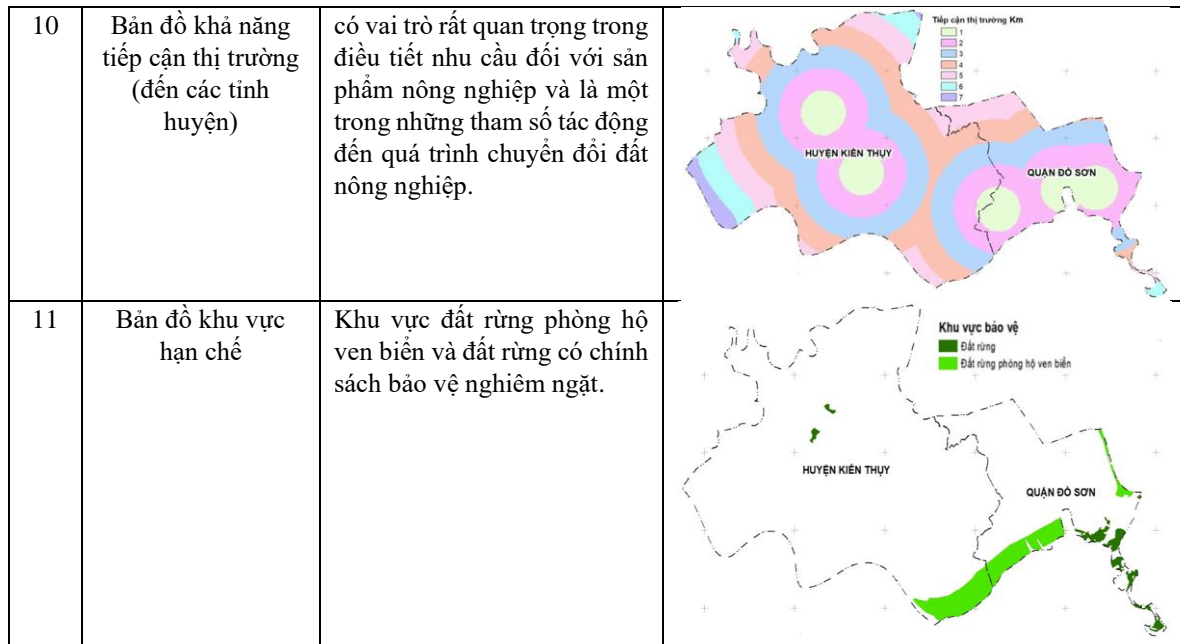 10
Bản đồ khả năng
tiếp cận thị trường
(đến các tỉnh
huyện)
có vai trò rất quan trọng trong
điều tiết nhu cầu đối với sản
phẩm nông nghiệp và là một
trong những tham số tác động
đến quá trình chuyển đổi đất
nông nghiệp.
Tiếp cận thị trường Km
1
2
3
4
5
6
7
HUYỆN KIẾN THỤY
QUẬN ĐỒ SƠN
11
Bản đồ khu vực
hạn chế
Khu vực đất rừng phòng hộ
ven biển và đất rừng có chính
sách bảo vệ nghiêm ngặt.
Khu vực bảo vệ
Đất rừng
Đất rừng phòng hộ ven biển
HUYỆN KIẾN THỤY
QUẬN ĐỒ SƠN